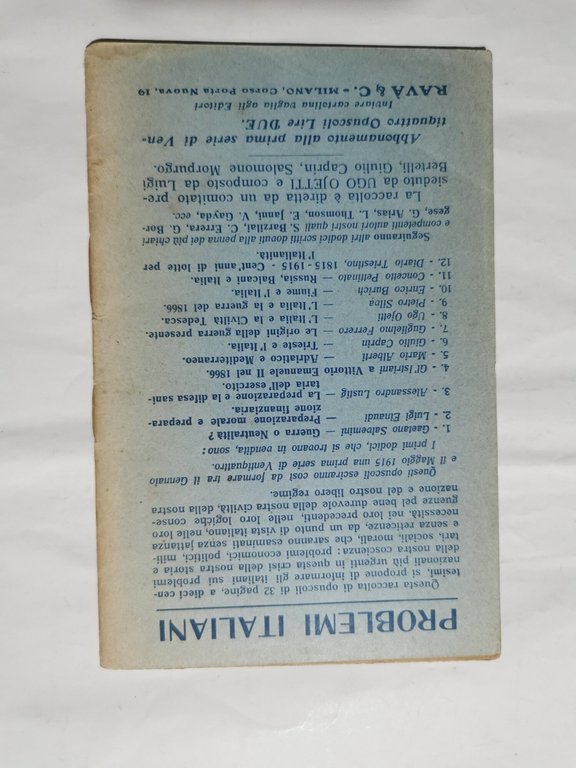 PROBLEMI ITALIANI
Questa raccolta di opuscoli di 32 pagine, a dieci cen-
tesimi, si propone di informare gli italiani sui problemi
nazionali più urgenti in questa crisi della nostra storia e
della nostra coscienza: problemi economici, politici, mili-
tari, sociali, morali, che saranno esaminati senza jattanza
e senza reticenze, da un punto di vista italiano, nelle loro
necessità, nei loro precedenti, nelle loro logiche conse-
guenze pel bene durevole della nostra civiltà, della nostra
nazione e del nostro libero regime.
Questi opuscoli esciranno così da formare tra il Gennaio
e il Maggio 1915 una prima serie di Ventiquattro.
I primi dodici, che si trovano in vendita, sono:
1. - Gaetano Salvemini — Guerra o Neutralità?
2. - Luigi Einaudi — Preparazione morale e prepara-
zione finanziaria.
3. - Alessandro Lustig — La preparazione e la difesa sani-
taria dell'esercito.
4. - Gl'Istriani a Vittorio Emanuele II nel 1866.
5. - Mario Alberti — Adriatico e Mediterraneo.
6. - Giulio Caprin — Trieste e l'Italia.
7. - Guglielmo Ferrero — Le origini della guerra presente.
8. - Ugo Ojetti — L'Italia e la Civiltà Tedesca.
9. - Pietro Silva — L'Italia e la guerra del 1866.
10. - Enrico Burich — Fiume e l'Italia.
11. - Concetto Pettinato — Russia, Balcani e Italia.
12. - Diario Triestino, 1815-1915 - Cent'anni di lotte per
l'italianità.
Seguiranno altri dodici scritti dovuti alla penna dei più chiari
e competenti autori nostri quali S. Barzilai, C. Errera, G. Bor-
gese, G. Arias, L. Thomson, E. Janni, V. Gayda, ecc.
La raccolta è diretta da un comitato pre-
sieduto da UGO OJETTI e composto da Luigi
Bertelli, Giulio Caprin, Salomone Morpurgo.
Abbonamento alla prima serie di Ven-
tiquattro Opuscoli Lire DUE.
Inviare cartolina vaglia agli Editori
RAVÀ & C. - MILANO, Corso Porta Nuova, 19